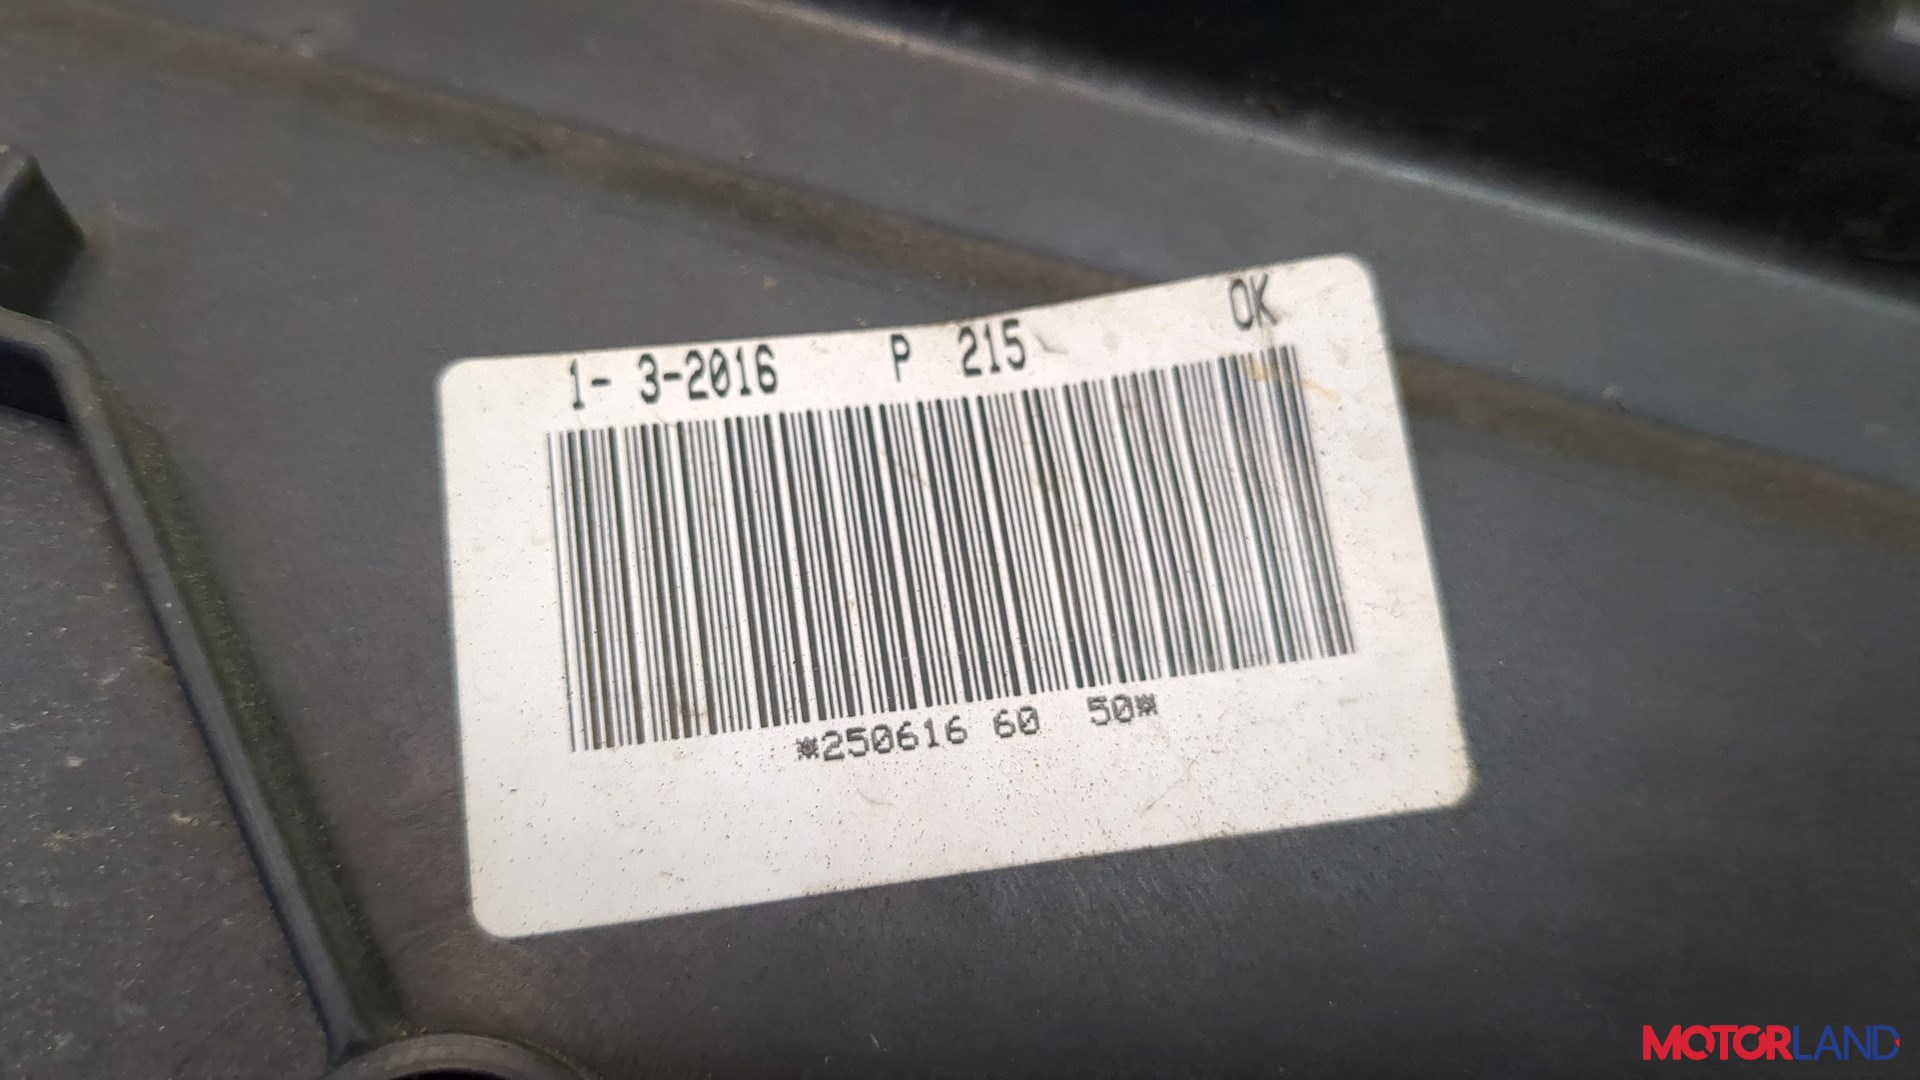 1- 3-2016 P 215 OK
*250616 60 50*
MOTORLAND